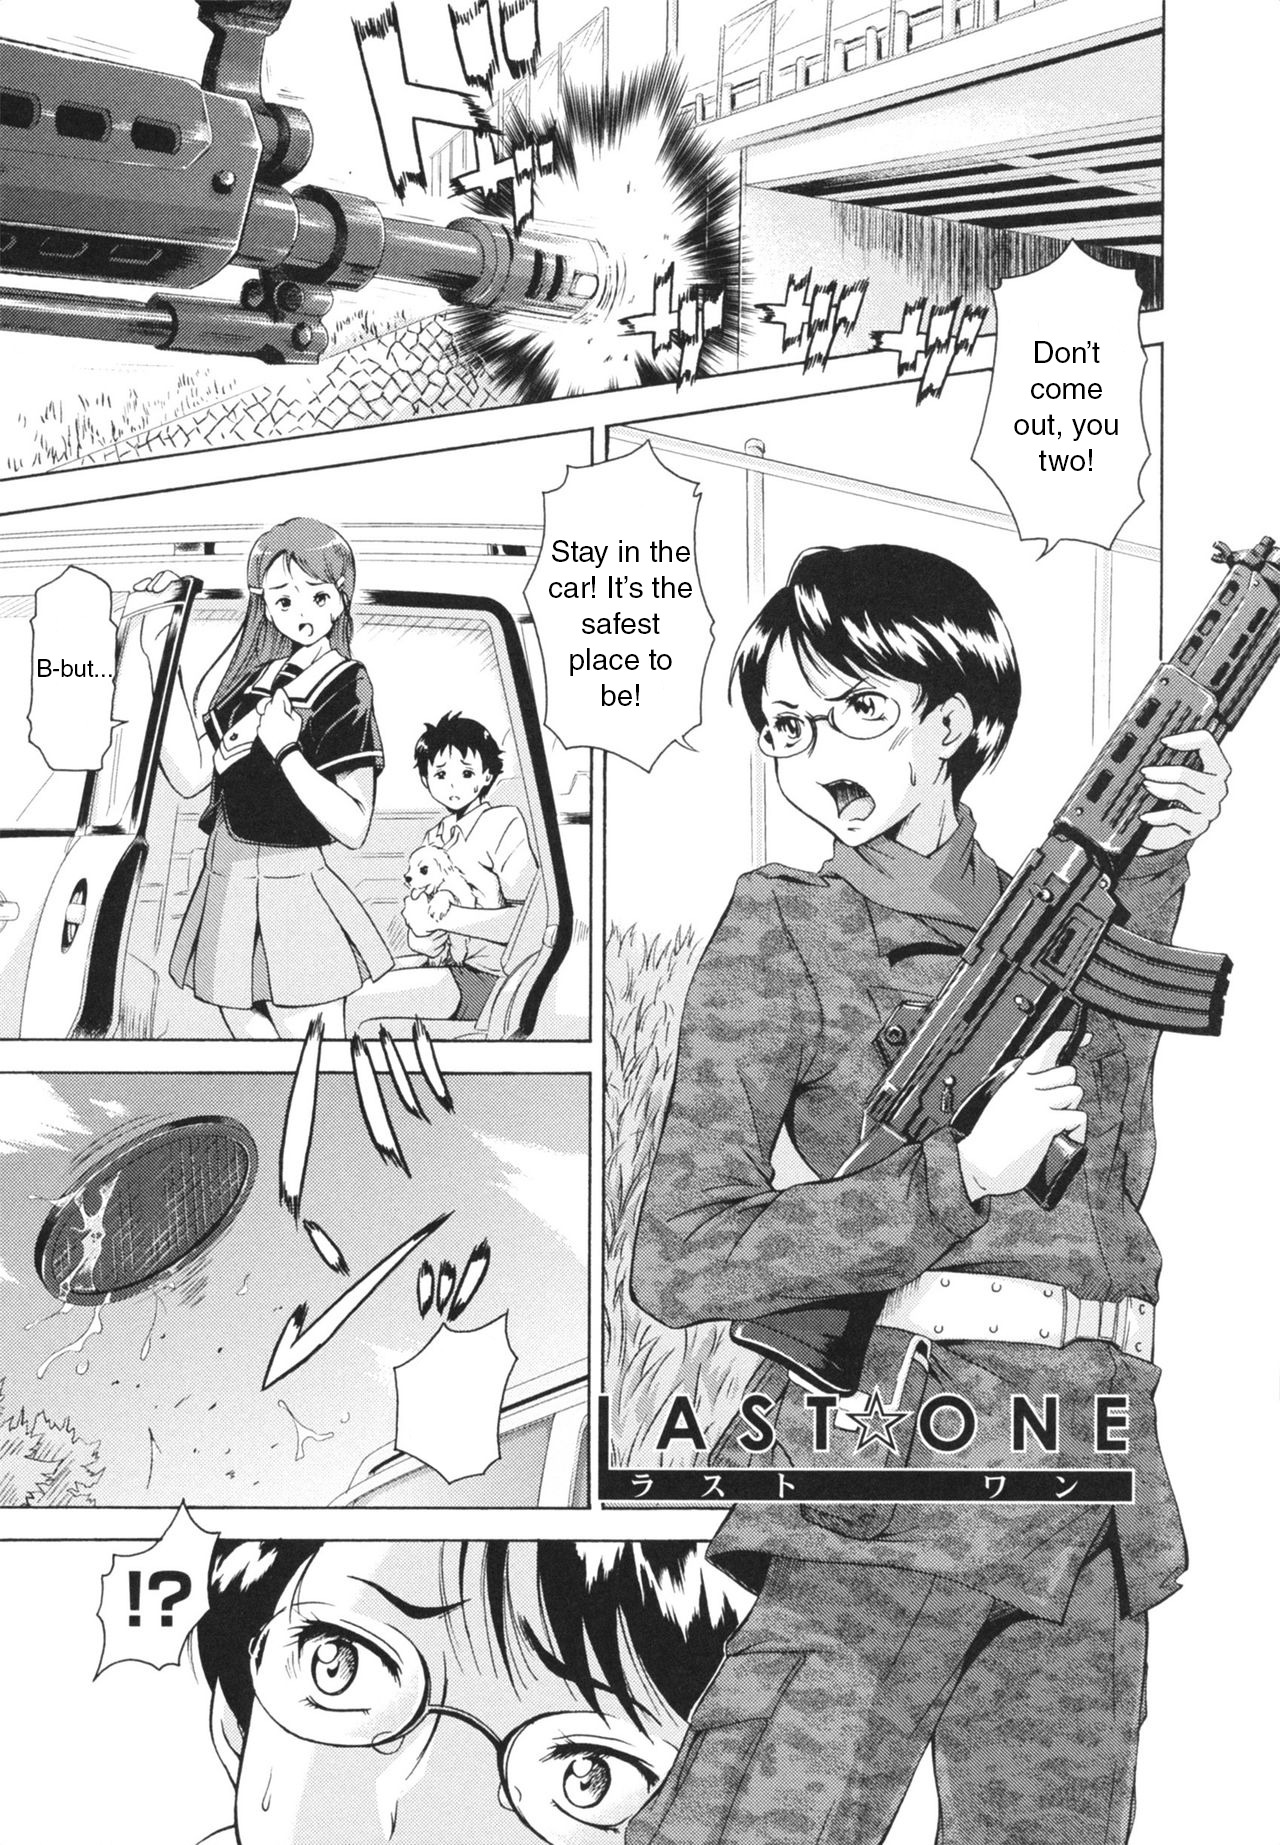 Don't
come
out, you
two!
Stay in the
car! It's the
safest
place to
be!
B-but...
LAST☆ONE
ラスト ワン
!?